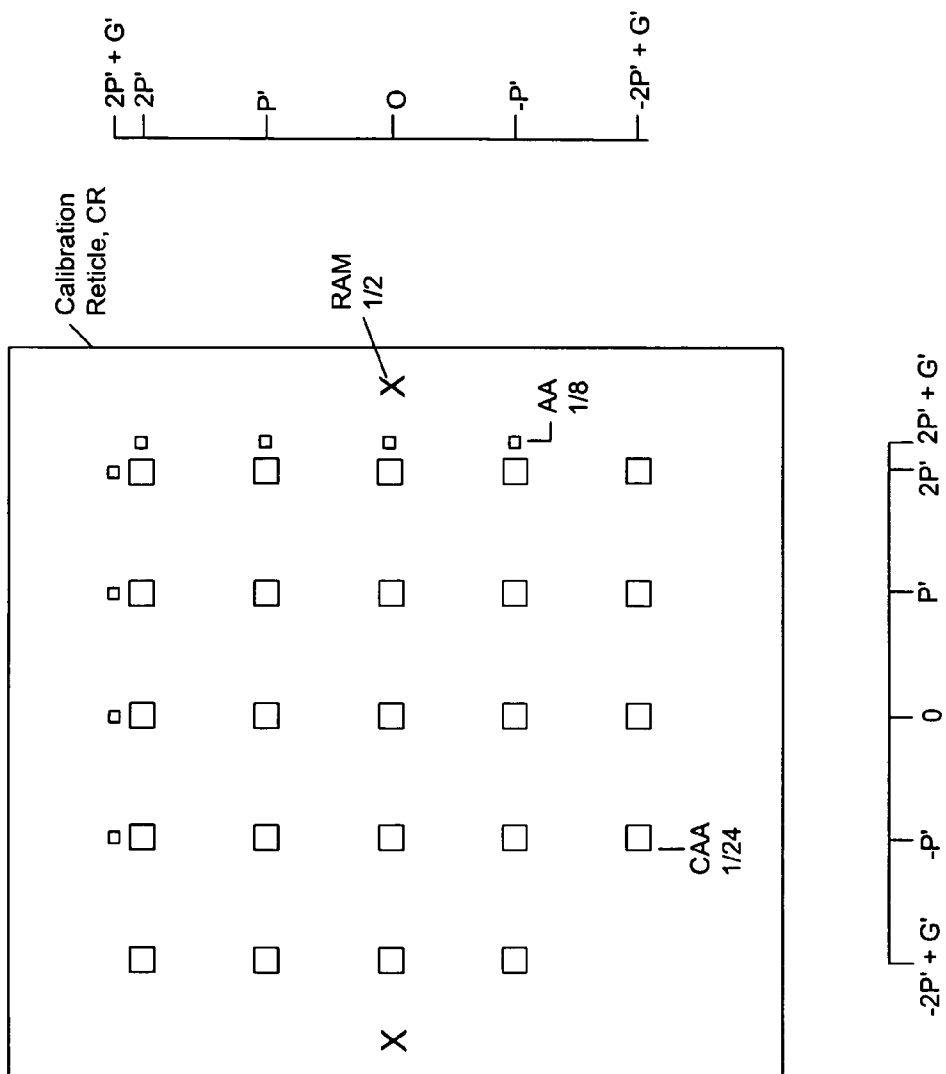 Calibration
Reticle, CR
RAM
1/2
X
X
AA
1/8
CAA
1/24
2P' + G'
2P'
P'
O
-P'
-2P' + G'
-2P' + G'
-P'
0
P'
2P'
2P' + G'